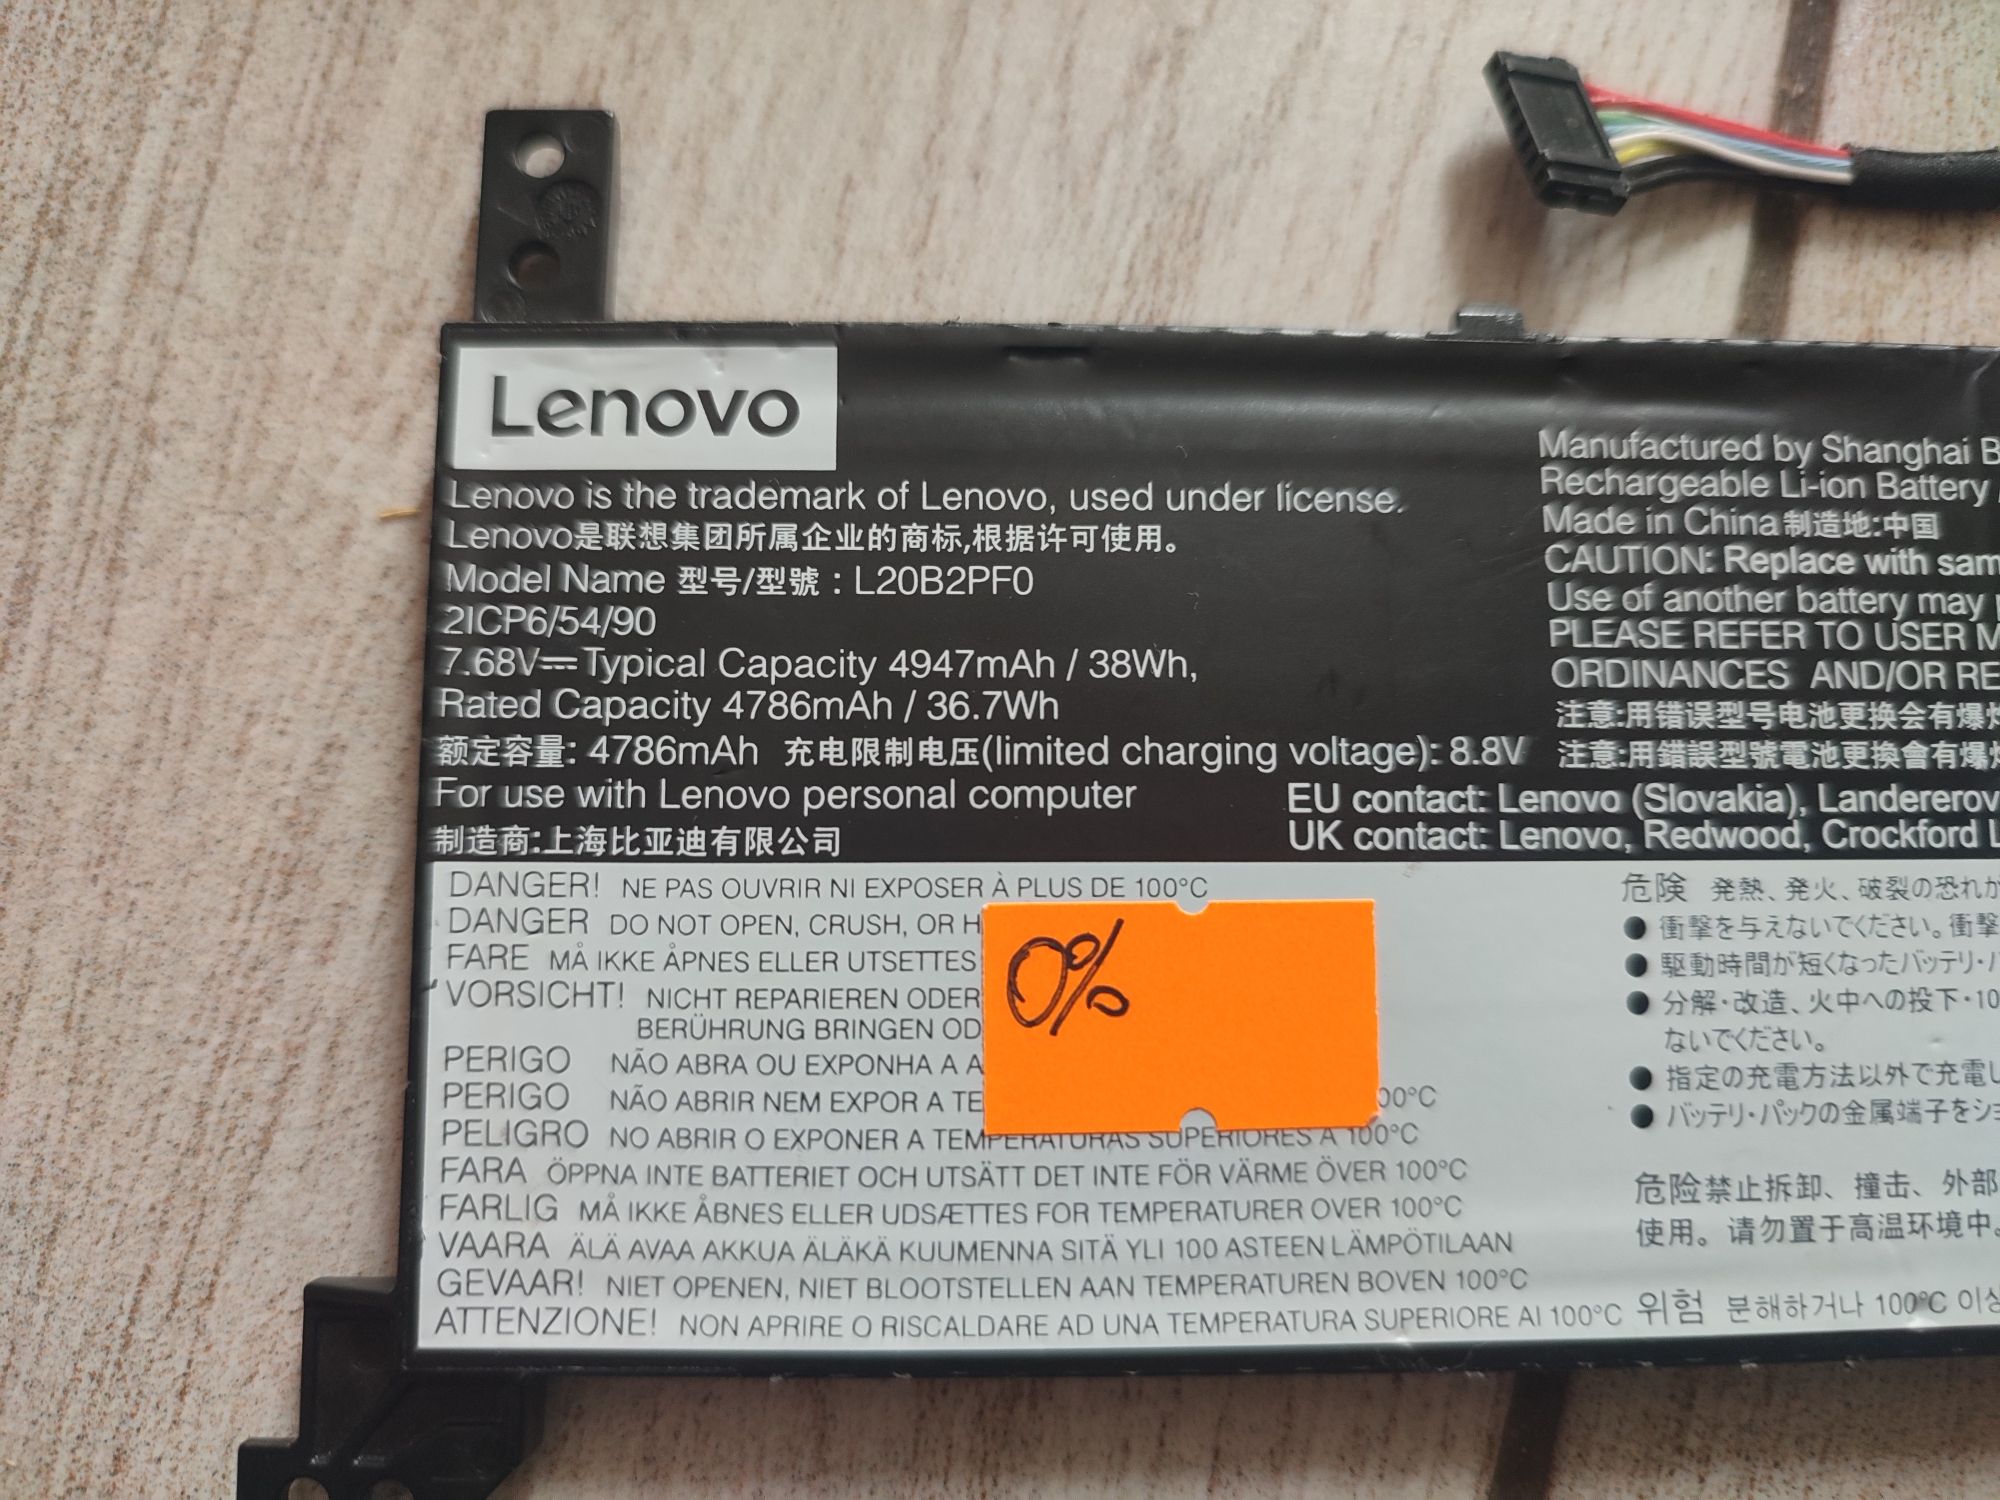 Lenovo
Lenovo is the trademark of Lenovo, used under license.
Lenovo是联想集团所属企业的商标,根据许可使用。
Model Name 型号/型號 : L20B2PF0
2ICP6/54/90
7.68V⎓Typical Capacity 4947mAh / 38Wh,
Rated Capacity 4786mAh / 36.7Wh
额定容量: 4786mAh 充电限制电压(limited charging voltage): 8.8V
For use with Lenovo personal computer
制造商:上海比亚迪有限公司
Manufactured by Shanghai B
Rechargeable Li-ion Battery
Made in China 制造地:中国
CAUTION: Replace with sam
Use of another battery may
PLEASE REFER TO USER M
ORDINANCES AND/OR RE
注意:用错误型号电池更换会有爆炸
注意:用錯誤型號電池更換會有爆炸
EU contact: Lenovo (Slovakia), Landererov
UK contact: Lenovo, Redwood, Crockford L
DANGER! NE PAS OUVRIR NI EXPOSER À PLUS DE 100°C
DANGER DO NOT OPEN, CRUSH, OR H
FARE MÅ IKKE ÅPNES ELLER UTSETTES
VORSICHT! NICHT REPARIEREN ODER
BERÜHRUNG BRINGEN OD
PERIGO NÃO ABRA OU EXPONHA A A
PERIGO NÃO ABRIR NEM EXPOR A TE 00°C
PELIGRO NO ABRIR O EXPONER A TEMPERATURAS SUPERIORES A 100°C
FARA ÖPPNA INTE BATTERIET OCH UTSÄTT DET INTE FÖR VÄRME ÖVER 100°C
FARLIG MÅ IKKE ÅBNES ELLER UDSÆTTES FOR TEMPERATURER OVER 100°C
VAARA ÄLÄ AVAA AKKUA ÄLÄKÄ KUUMENNA SITÄ YLI 100 ASTEEN LÄMPÖTILAAN
GEVAAR! NIET OPENEN, NIET BLOOTSTELLEN AAN TEMPERATUREN BOVEN 100°C
ATTENZIONE! NON APRIRE O RISCALDARE AD UNA TEMPERATURA SUPERIORE AI 100°C
0%
危険 発熱、発火、破裂の恐れが
● 衝撃を与えないでください。衝撃
● 駆動時間が短くなったバッテリ・パ
● 分解・改造、火中への投下・10
ないでください。
● 指定の充電方法以外で充電し
● バッテリ・パックの金属端子をショ
危险禁止拆卸、撞击、外部
使用。请勿置于高温环境中。
위험 분해하거나 100°C 이상